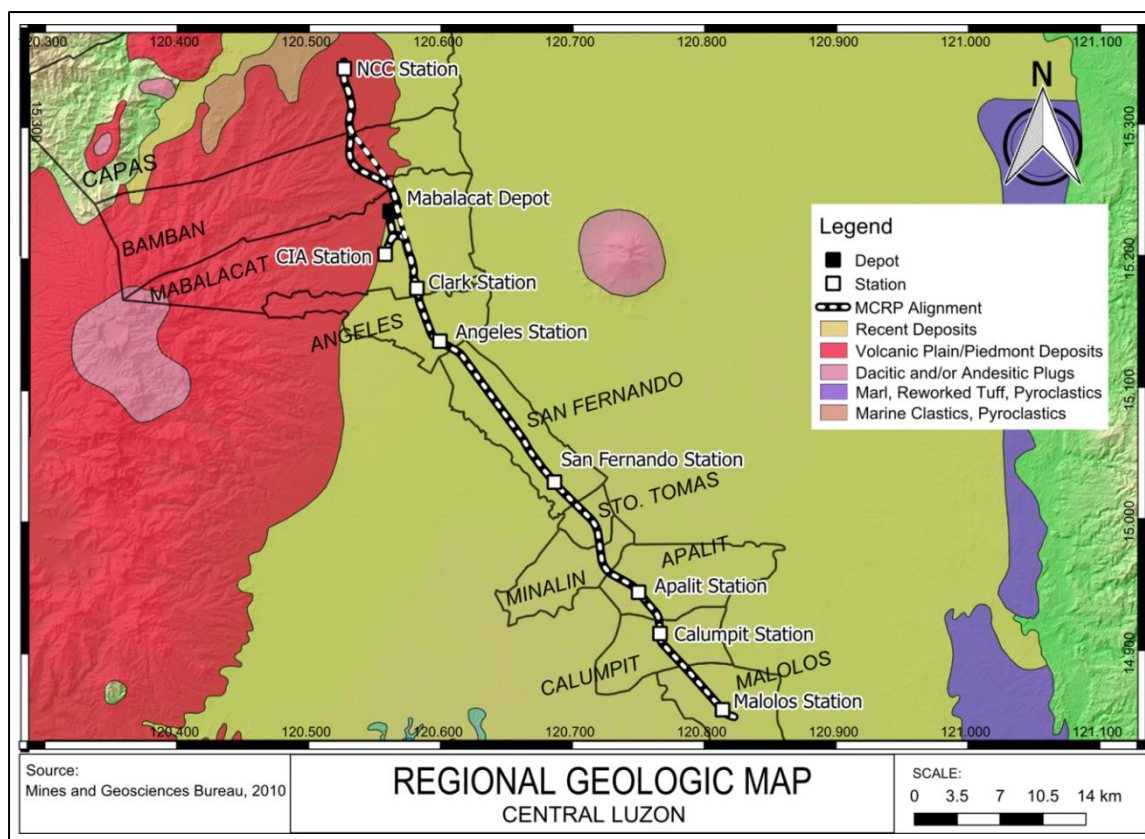 120.300 120.400 120.500 120.600 120.700 120.800 120.900 121.000 121.100
NCC Station
N
15.300
15.300
CAPAS
Mabalacat Depot
BAMBAN
CIA Station
MABALACAT
15.200
Clark Station
ANGELES
Angeles Station
Legend
Depot
Station
MCRP Alignment
Recent Deposits
Volcanic Plain/Piedmont Deposits
Dacitic and/or Andesitic Plugs
Marl, Reworked Tuff, Pyroclastics
Marine Clastics, Pyroclastics
15.100
SAN FERNANDO
San Fernando Station
STO. TOMAS
15.000
APALIT
MINALIN
Apalit Station
Calumpit Station
14.900
CALUMPIT
MALOLOS
Malolos Station
120.400 120.500 120.600 120.700 120.800 120.900 121.000 121.100
Source:
Mines and Geosciences Bureau, 2010
REGIONAL GEOLOGIC MAP
CENTRAL LUZON
SCALE:
0 3.5 7 10.5 14 km